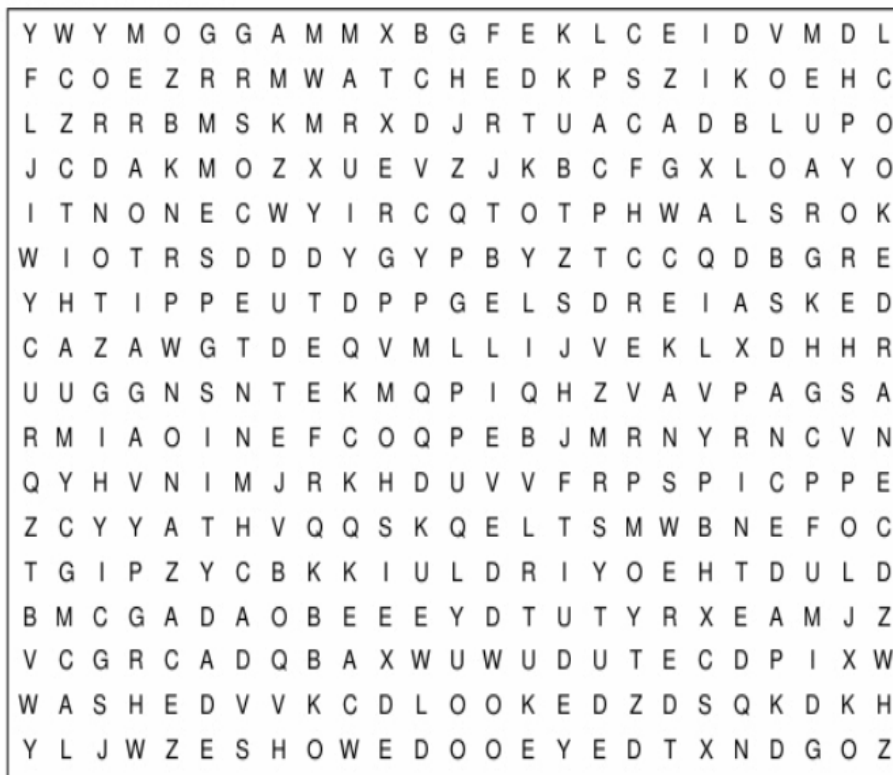 Y W Y M O G G A M M X B G F E K L C E I D V M D L
F C O E Z R R M W A T C H E D K P S Z I K O E H C
L Z R R B M S K M R X D J R T U A C A D B L U P O
J C D A K M O Z X U E V Z J K B C F G X L O A Y O
I T N O N E C W Y I R C Q T O T P H W A L S R O K
W I O T R S D D D Y G Y P B Y Z T C C Q D B G R E
Y H T I P P E U T D P P G E L S D R E I A S K E D
C A Z A W G T D E Q V M L L I J V E K L X D H H R
U U G G N S N T E K M Q P I Q H Z V A V P A G S A
R M I A O I N E F C O Q P E B J M R N Y R N C V N
Q Y H V N I M J R K H D U V V F R P S P I C P P E
Z C Y Y A T H V Q Q S K Q E L T S M W B N E F O C
T G I P Z Y C B K K I U L D R I Y O E H T D U L D
B M C G A D A O B E E E Y D T U T Y R X E A M J Z
V C G R C A D Q B A X W U W U D U T E C D P I X W
W A S H E D V V K C D L O O K E D Z D S Q K D K H
Y L J W Z E S H O W E D O O E Y E D T X N D G O Z